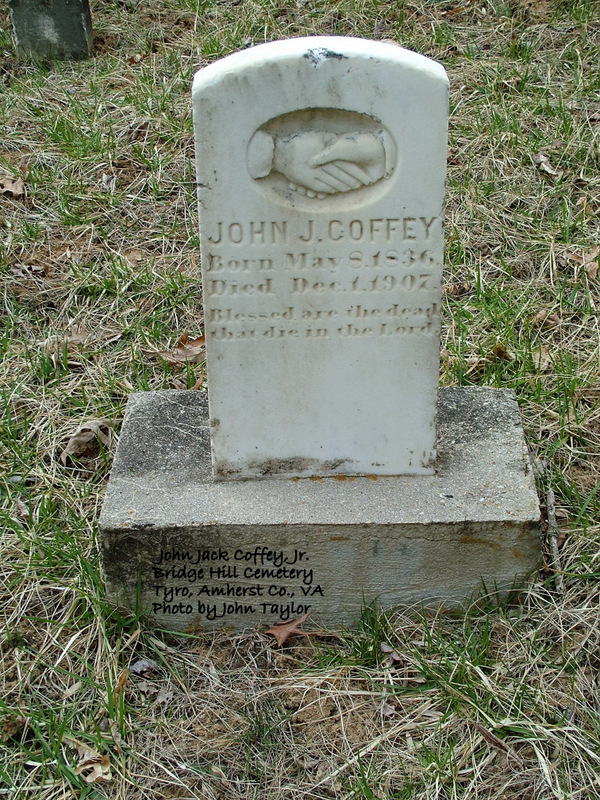 JOHN J. COFFEY
Born May 8. 1836.
Died Dec. 1. 1907.
Blessed are the dead
that die in the Lord.
John Jack Coffey, Jr.
Bridge Hill Cemetery
Tyro, Amherst Co., VA
Photo by John Taylor